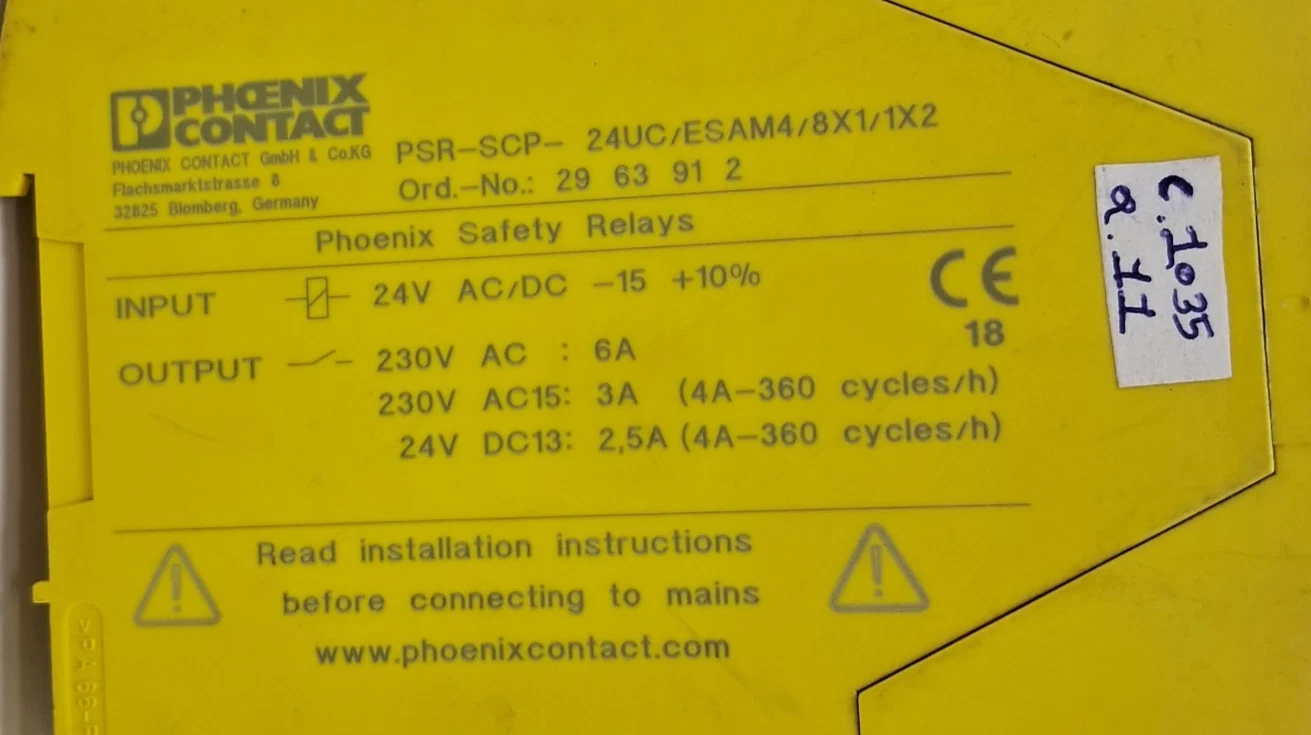 PHŒNIX
CONTACT
PHOENIX CONTACT GmbH & Co.KG
Flachsmarktstrasse 8
32825 Blomberg, Germany
PSR-SCP- 24UC/ESAM4/8X1/1X2
Ord.-No.: 29 63 91 2
Phoenix Safety Relays
INPUT 24V AC/DC -15 +10%
CE
18
OUTPUT 230V AC : 6A
230V AC15: 3A (4A-360 cycles/h)
24V DC13: 2,5A (4A-360 cycles/h)
Read installation instructions
before connecting to mains
www.phoenixcontact.com
c.1035
a.11
>PA 66-F